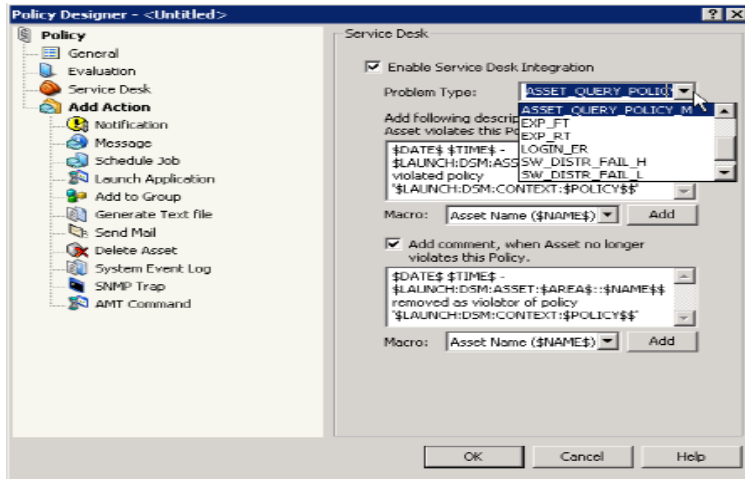 Policy Designer - <Untitled>
Policy
General
Evaluation
Service Desk
Add Action
Notification
Message
Schedule Job
Launch Application
Add to Group
Generate Text file
Send Mail
Delete Asset
System Event Log
SNMP Trap
AMT Command
Service Desk
Enable Service Desk Integration
Problem Type: ASSET_QUERY_POLIC
ASSET_QUERY_POLICY_M
EXP_FT
EXP_RT
LOGIN_ER
SW_DISTR_FAIL_H
SW_DISTR_FAIL_L
Add following descrip
Asset violates this Po
$DATE$ $TIME$ -
$LAUNCH:DSM:ASS
violated policy
'$LAUNCH:DSM:CONTEXT:$POLICY$$'
Macro: Asset Name ($NAME$) Add
Add comment, when Asset no longer
violates this Policy.
$DATE$ $TIME$ -
$LAUNCH:DSM:ASSET:$AREA$::$NAME$$
removed as violator of policy
'$LAUNCH:DSM:CONTEXT:$POLICY$$'
Macro: Asset Name ($NAME$) Add
OK Cancel Help